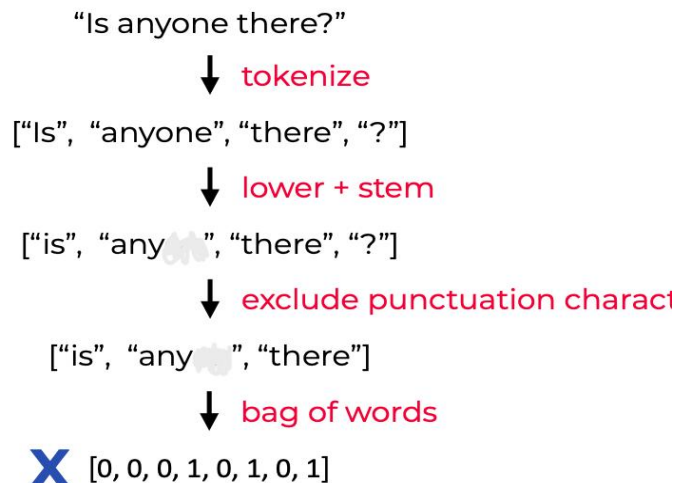 “Is anyone there?”
tokenize
[“Is”, “anyone”, “there”, “?”]
lower + stem
[“is”, “any”, “there”, “?”]
exclude punctuation charact
[“is”, “any”, “there”]
bag of words
X [0, 0, 0, 1, 0, 1, 0, 1]